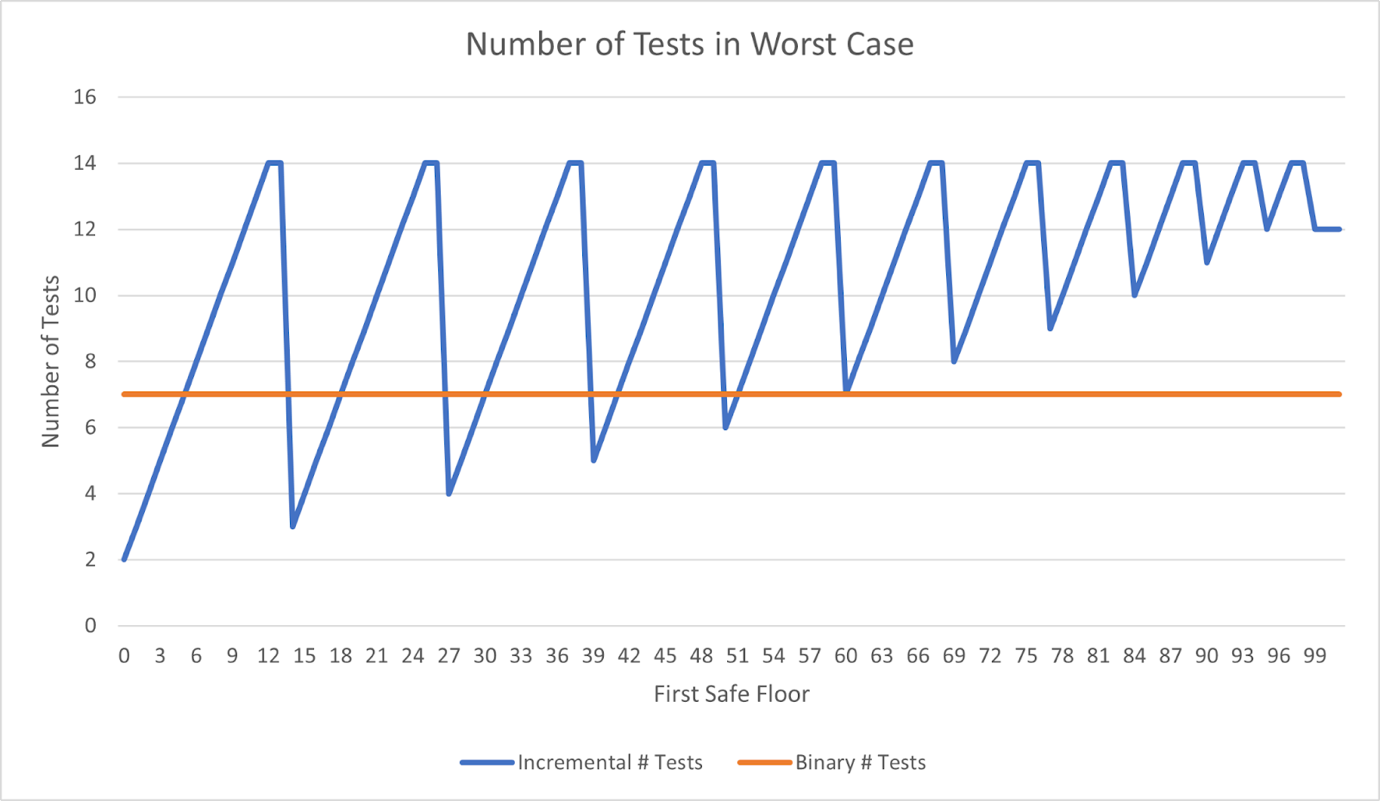 Number of Tests in Worst Case
16
14
12
10
8
6
4
2
0
Number of Tests
0 3 6 9 12 15 18 21 24 27 30 33 36 39 42 45 48 51 54 57 60 63 66 69 72 75 78 81 84 87 90 93 96 99
First Safe Floor
Incremental # Tests Binary # Tests